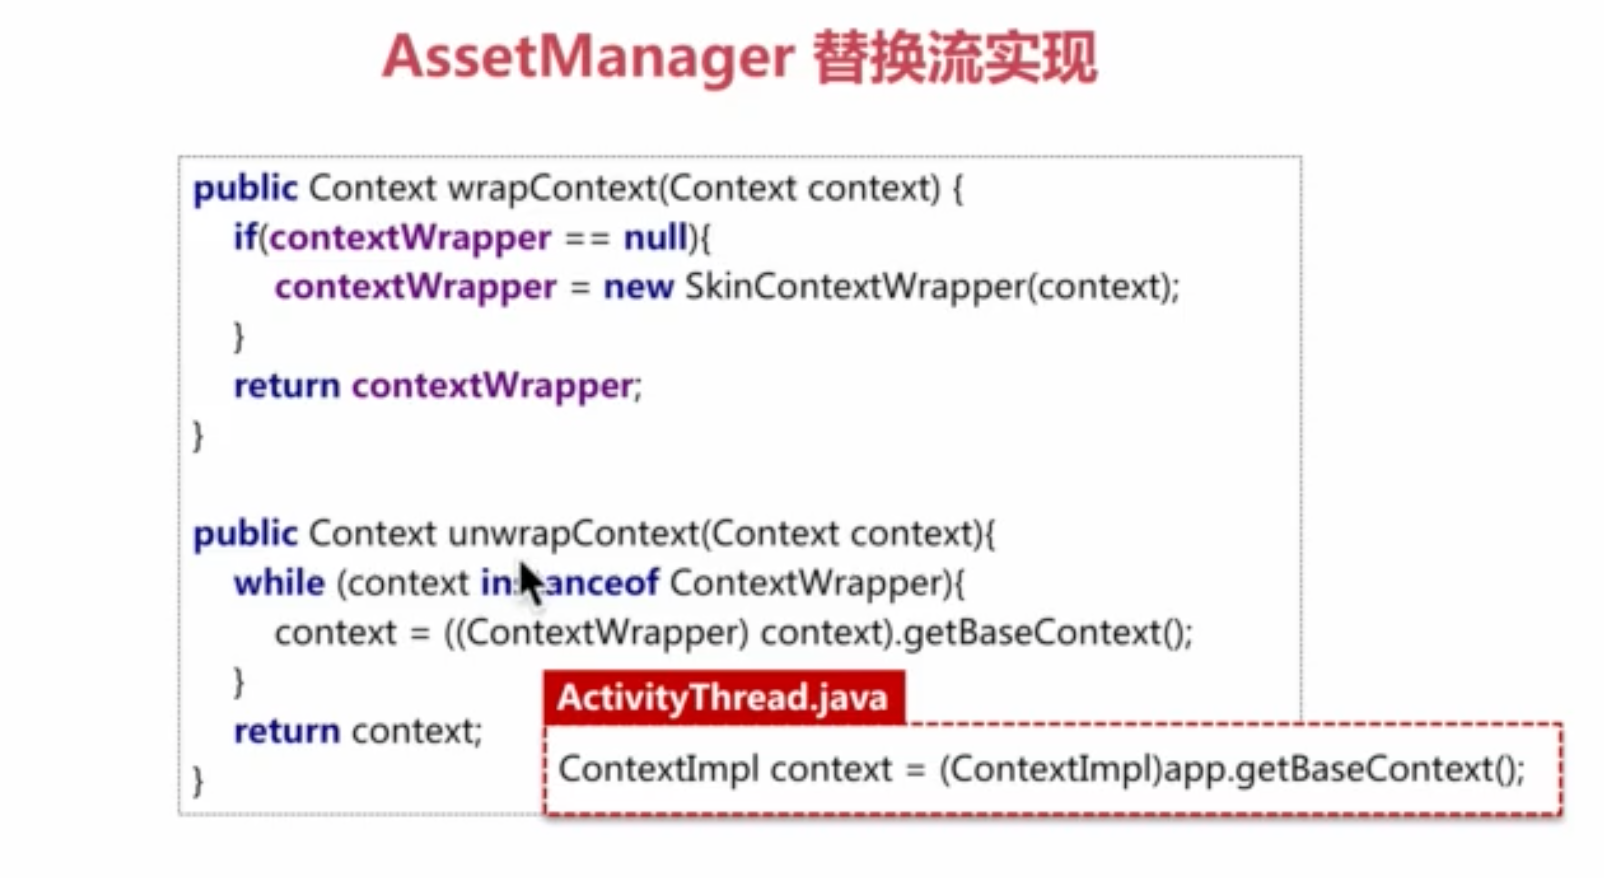 AssetManager 替换流实现
public Context wrapContext(Context context) {
if(contextWrapper == null){
contextWrapper = new SkinContextWrapper(context);
}
return contextWrapper;
}
public Context unwrapContext(Context context){
while (context instanceof ContextWrapper){
context = ((ContextWrapper) context).getBaseContext();
}
return context;
}
ActivityThread.java
ContextImpl context = (ContextImpl)app.getBaseContext();